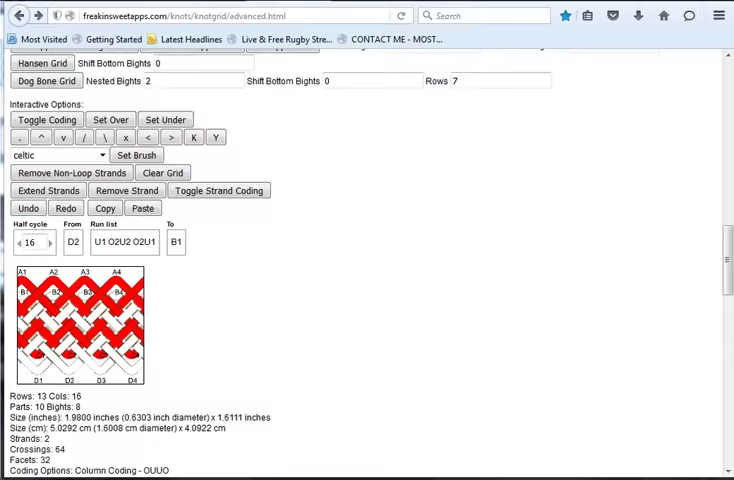 freakinsweetapps.com/knots/knotgrid/advanced.html
Search
Most Visited Getting Started Latest Headlines Live & Free Rugby Stre... CONTACT ME - MOST...
Hansen Grid Shift Bottom Bights 0
Dog Bone Grid Nested Bights 2 Shift Bottom Bights 0 Rows 7
Interactive Options:
Toggle Coding Set Over Set Under
. ^ v / \ x < > K Y
celtic Set Brush
Remove Non-Loop Strands Clear Grid
Extend Strands Remove Strand Toggle Strand Coding
Undo Redo Copy Paste
Half cycle From Run list To
16 D2 U1 O2U2 O2U1 B1
A1 A2 A3 A4
B1 B2 B3 B4
D1 D2 D3 D4
Rows: 13 Cols: 16
Parts: 10 Bights: 8
Size (inches): 1.9800 inches (0.6303 inch diameter) x 1.6111 inches
Size (cm): 5.0292 cm (1.6008 cm diameter) x 4.0922 cm
Strands: 2
Crossings: 64
Facets: 32
Coding Options: Column Coding - OUUO